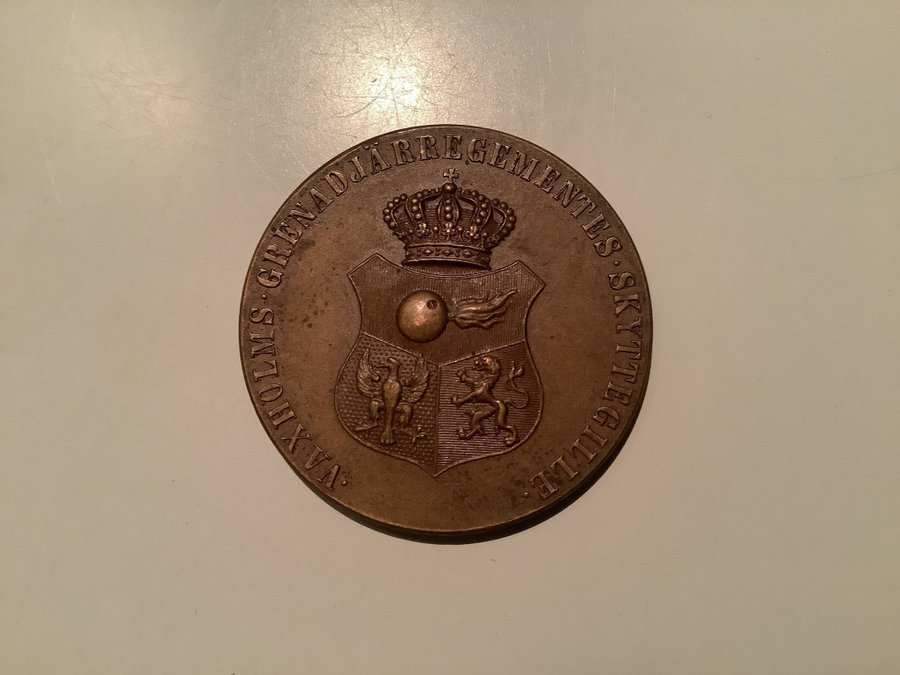 · VAXHOLMS · GRENADJÄRREGEMENTES · SKYTTEGILLE ·